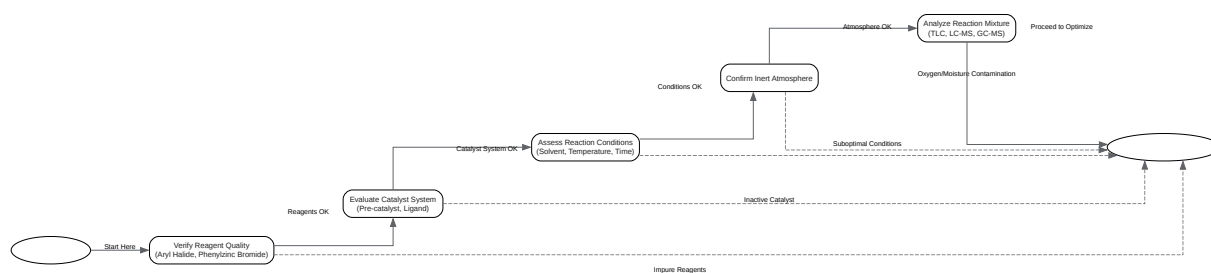 Atmosphere OK
Analyze Reaction Mixture
(TLC, LC-MS, GC-MS)
Proceed to Optimize
Confirm Inert Atmosphere
Oxygen/Moisture Contamination
Conditions OK
Catalyst System OK
Assess Reaction Conditions
(Solvent, Temperature, Time)
Suboptimal Conditions
Evaluate Catalyst System
(Pre-catalyst, Ligand)
Inactive Catalyst
Reagents OK
Start Here
Verify Reagent Quality
(Aryl Halide, Phenylzinc Bromide)
Impure Reagents